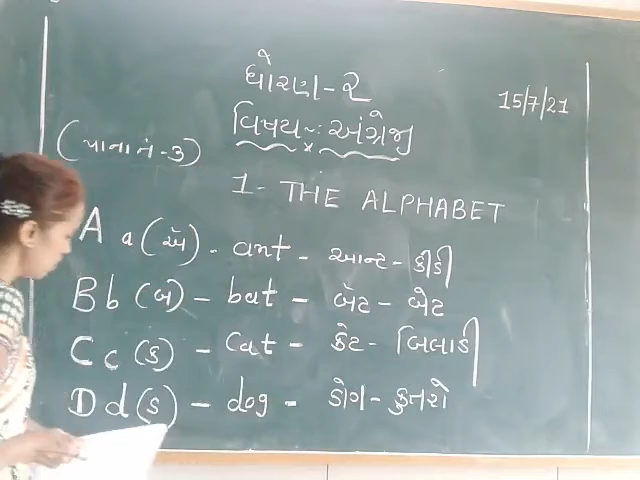 ધોરણ-૨
15/7/21
વિષય :- અંગ્રેજી
(પાના નં-૩)
1- THE ALPHABET
A a (એ) - ant - આન્ટ - કીડી
B b (બ) - bat - બેટ - બેટ
C c (ક) - Cat - કેટ - બિલાડી
D d (ડ) - dog - ડોગ - કુતરો